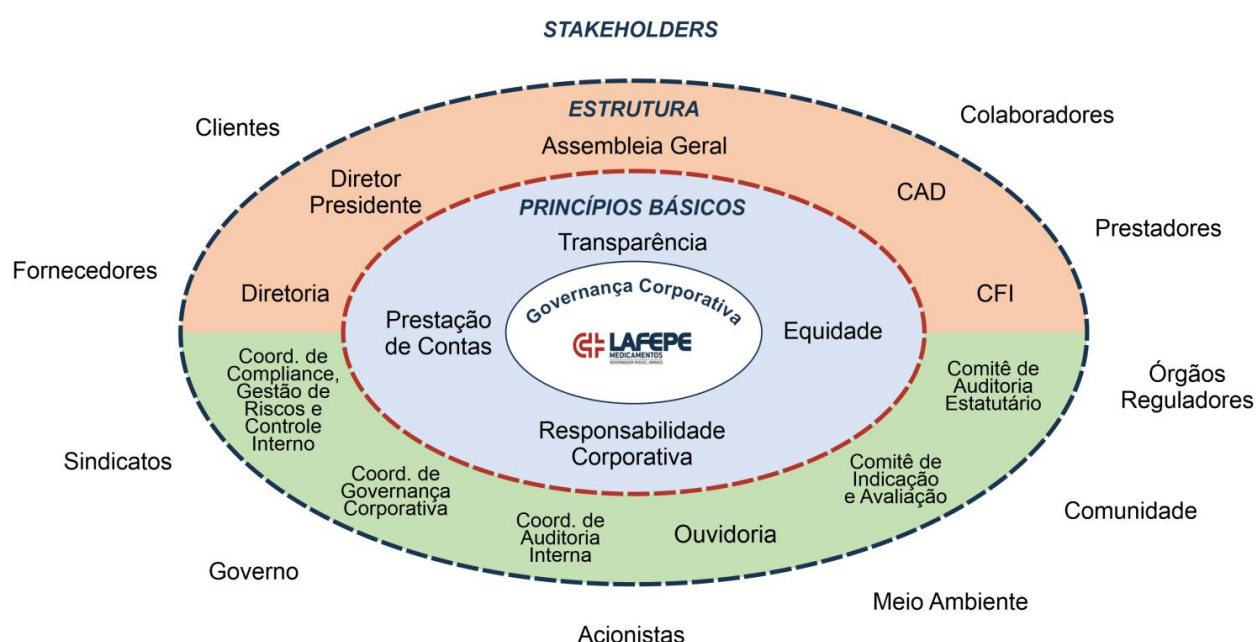 STAKEHOLDERS
Clientes
Colaboradores
Fornecedores
Prestadores
Órgãos
Reguladores
Sindicatos
Comunidade
Governo
Meio Ambiente
Acionistas
ESTRUTURA
Assembleia Geral
Diretor
Presidente
CAD
Diretoria
CFI
Coord. de
Compliance,
Gestão de
Riscos e
Controle
Interno
Coord. de
Governança
Corporativa
Coord. de
Auditoria
Interna
Ouvidoria
Comitê de
Indicação
e Avaliação
Comitê de
Auditoria
Estatutário
PRINCÍPIOS BÁSICOS
Transparência
Prestação
de Contas
Equidade
Responsabilidade
Corporativa
Governança Corporativa
LAFEPE
MEDICAMENTOS
GOVERNADOR MIGUEL ARRAES